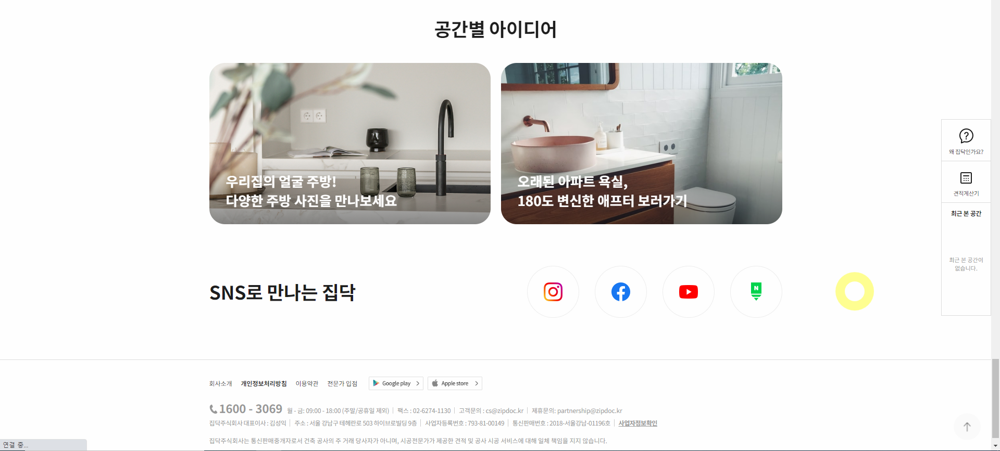 공간별 아이디어
우리집의 얼굴 주방!
다양한 주방 사진을 만나보세요
오래된 아파트 욕실,
180도 변신한 애프터 보러가기
왜 집닥인가요?
견적계산기
최근 본 공간
최근 본 공간이
없습니다.
SNS로 만나는 집닥
N
회사소개 개인정보처리방침 이용약관 전문가 입점 Google play Apple store
1600 - 3069 월 - 금: 09:00 - 18:00 (주말/공휴일 제외) 팩스 : 02-6274-1130 고객문의 : cs@zipdoc.kr 제휴문의: partnership@zipdoc.kr
집닥주식회사 대표이사 : 김성익 주소 : 서울 강남구 테헤란로 503 하이브로빌딩 9층 사업자등록번호 : 793-81-00149 통신판매번호 : 2018-서울강남-01196호 사업자정보확인
집닥주식회사는 통신판매중개자로서 건축 공사의 주 거래 당사자가 아니며, 시공전문가가 제공한 견적 및 공사 시공 서비스에 대해 일체 책임을 지지 않습니다.
연결 중...